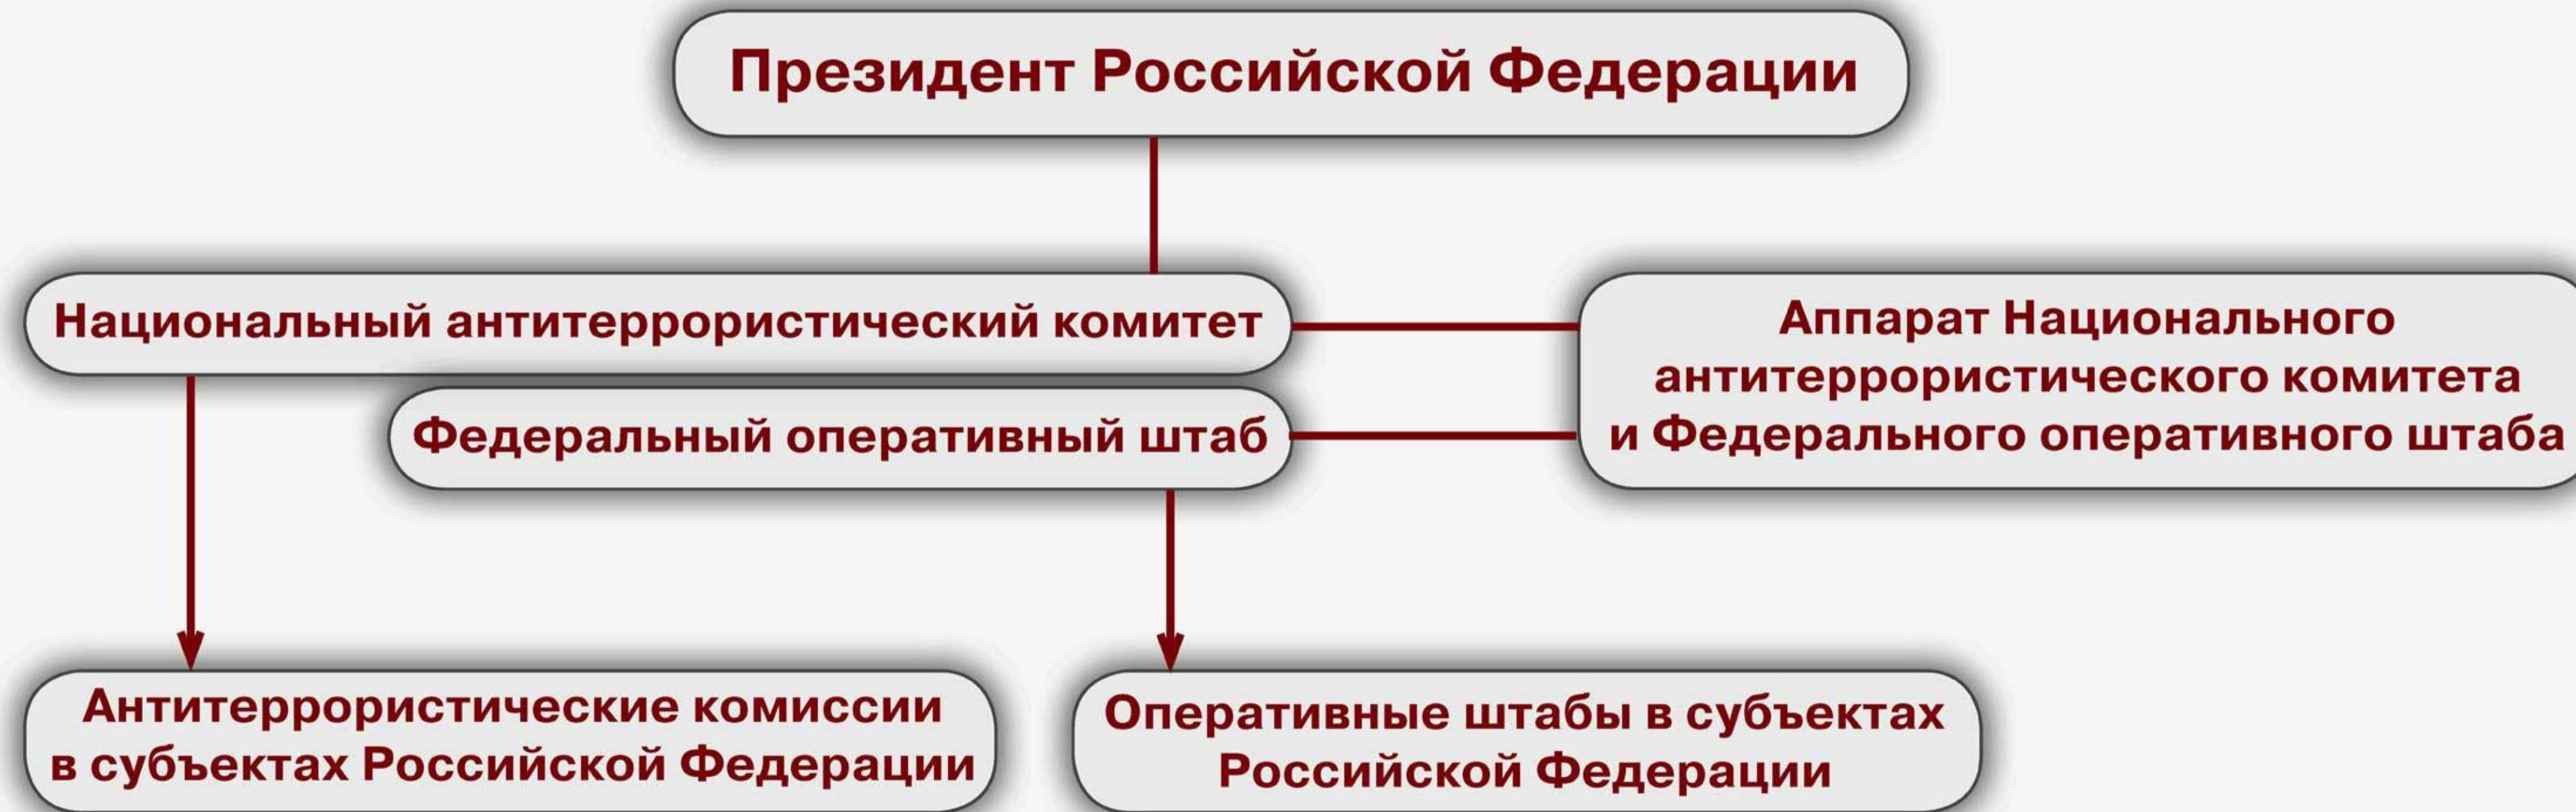 Президент Российской Федерации
Национальный антитеррористический комитет
Федеральный оперативный штаб
Аппарат Национального
антитеррористического комитета
и Федерального оперативного штаба
Антитеррористические комиссии
в субъектах Российской Федерации
Оперативные штабы в субъектах
Российской Федерации